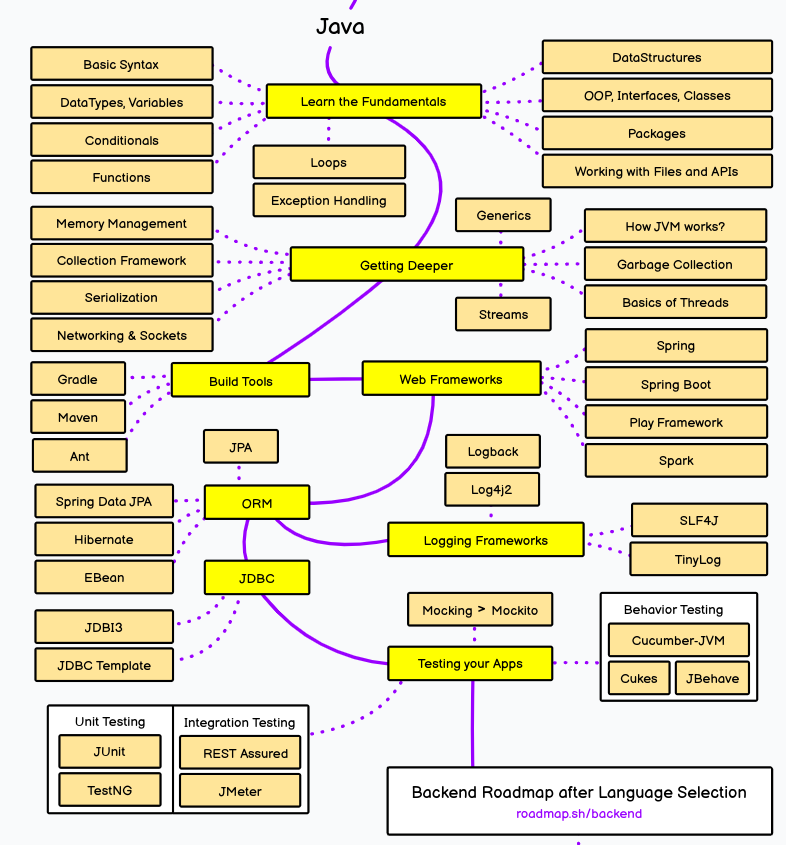 Java
Learn the Fundamentals
Basic Syntax
DataTypes, Variables
Conditionals
Functions
Loops
Exception Handling
DataStructures
OOP, Interfaces, Classes
Packages
Working with Files and APIs
Getting Deeper
Memory Management
Collection Framework
Serialization
Networking & Sockets
Generics
Streams
How JVM works?
Garbage Collection
Basics of Threads
Build Tools
Gradle
Maven
Ant
Web Frameworks
Spring
Spring Boot
Play Framework
Spark
JPA
ORM
Spring Data JPA
Hibernate
EBean
Logback
Log4j2
Logging Frameworks
SLF4J
TinyLog
JDBC
JDBI3
JDBC Template
Mocking > Mockito
Testing your Apps
Behavior Testing
Cucumber-JVM
Cukes
JBehave
Unit Testing
JUnit
TestNG
Integration Testing
REST Assured
JMeter
Backend Roadmap after Language Selection
roadmap.sh/backend